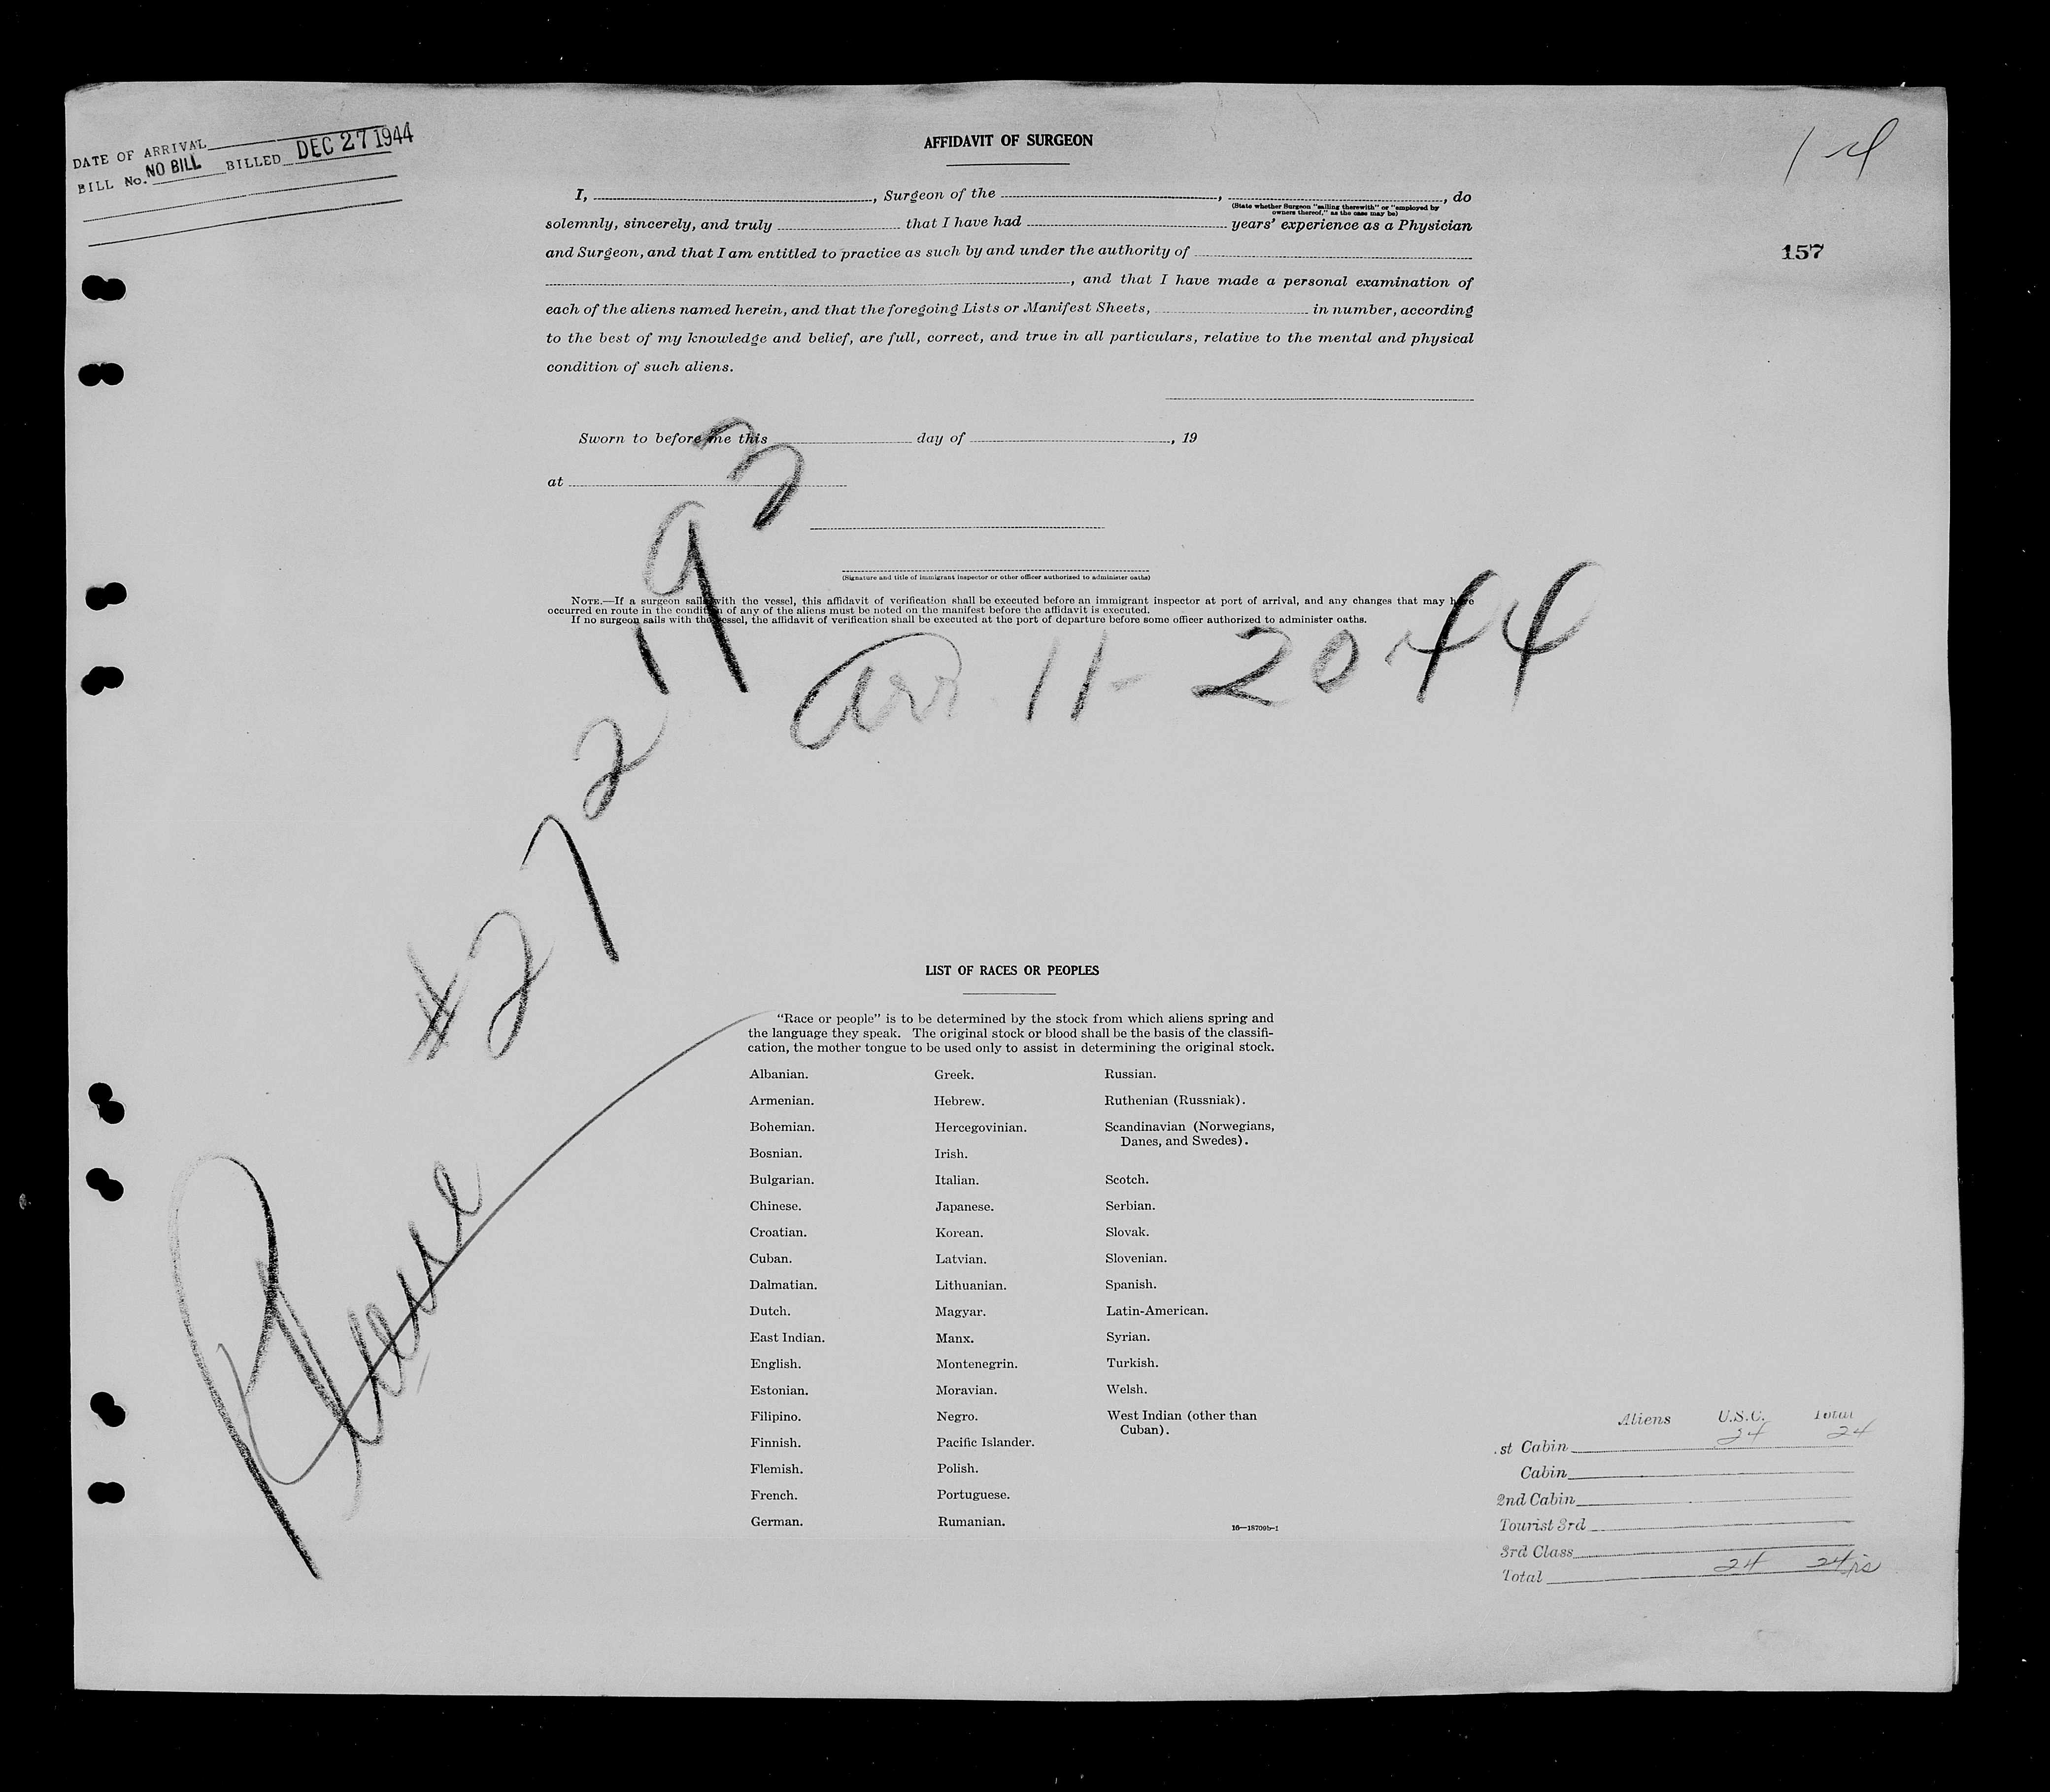 DATE OF ARRIVAL
BILL No. NO BILL BILLED DEC 27 1944
157
AFFIDAVIT OF SURGEON
I, , Surgeon of the , , do
(State whether Surgeon "sailing therewith" or "employed by
owners thereof," as the case may be)
solemnly, sincerely, and truly that I have had years' experience as a Physician
and Surgeon, and that I am entitled to practice as such by and under the authority of
, and that I have made a personal examination of
each of the aliens named herein, and that the foregoing Lists or Manifest Sheets, in number, according
to the best of my knowledge and belief, are full, correct, and true in all particulars, relative to the mental and physical
condition of such aliens.
Sworn to before me this day of , 19
at
(Signature and title of immigrant inspector or other officer authorized to administer oaths)
NOTE.—If a surgeon sails with the vessel, this affidavit of verification shall be executed before an immigrant inspector at port of arrival, and any changes that may have
occurred en route in the condition of any of the aliens must be noted on the manifest before the affidavit is executed.
If no surgeon sails with the vessel, the affidavit of verification shall be executed at the port of departure before some officer authorized to administer oaths.
arr. 11-20-44
LIST OF RACES OR PEOPLES
"Race or people" is to be determined by the stock from which aliens spring and
the language they speak. The original stock or blood shall be the basis of the classifi-
cation, the mother tongue to be used only to assist in determining the original stock.
Albanian.
Armenian.
Bohemian.
Bosnian.
Bulgarian.
Chinese.
Croatian.
Cuban.
Dalmatian.
Dutch.
East Indian.
English.
Estonian.
Filipino.
Finnish.
Flemish.
French.
German.
Greek.
Hebrew.
Hercegovinian.
Irish.
Italian.
Japanese.
Korean.
Latvian.
Lithuanian.
Magyar.
Manx.
Montenegrin.
Moravian.
Negro.
Pacific Islander.
Polish.
Portuguese.
Rumanian.
Russian.
Ruthenian (Russniak).
Scandinavian (Norwegians,
Danes, and Swedes).
Scotch.
Serbian.
Slovak.
Slovenian.
Spanish.
Latin-American.
Syrian.
Turkish.
Welsh.
West Indian (other than
Cuban).
16—18709b-1
Aliens U.S.C. Total
st Cabin 24 24
Cabin
2nd Cabin
Tourist 3rd
3rd Class
Total 24 24